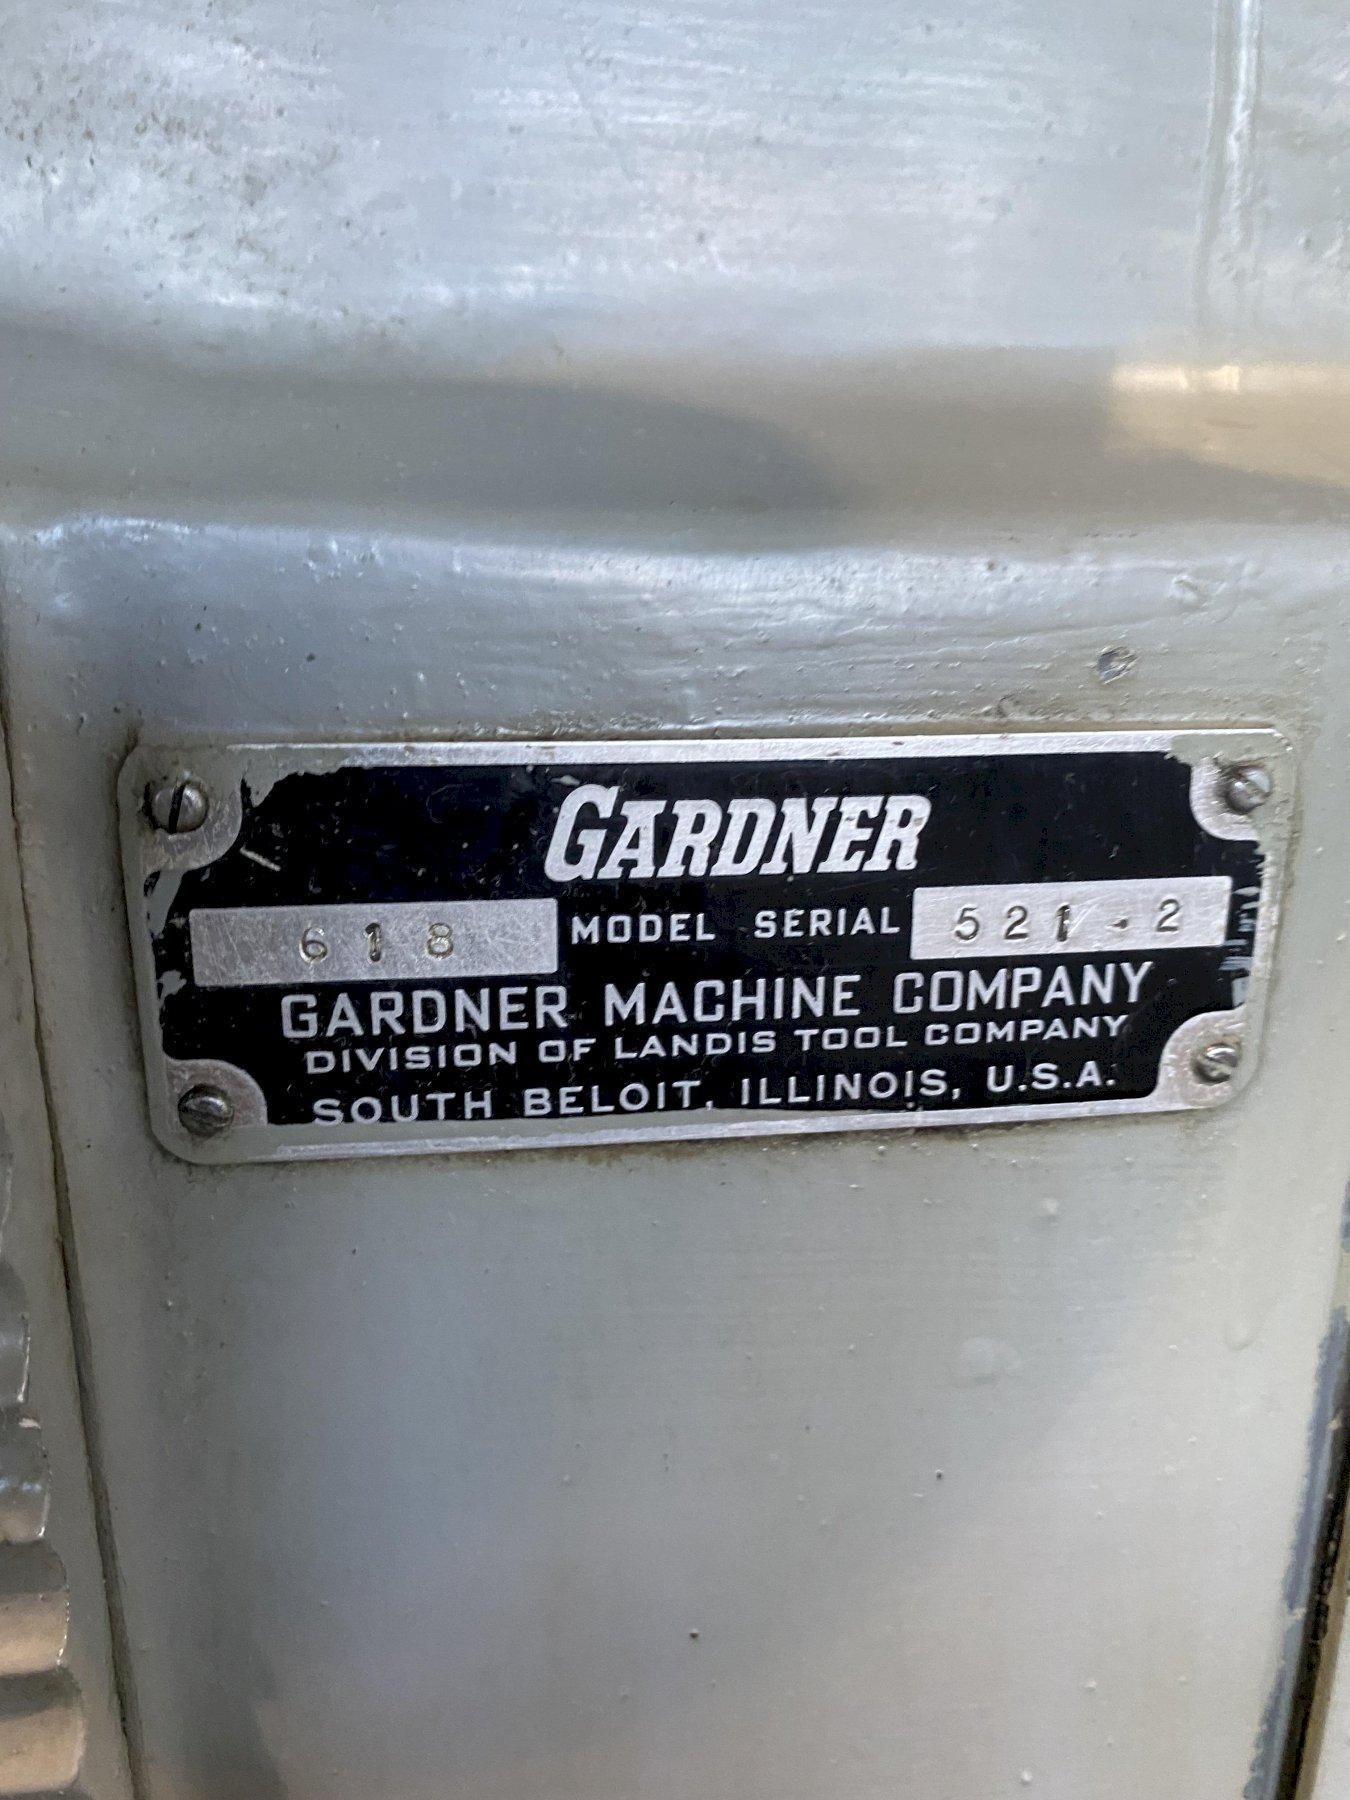 GARDNER
618 MODEL SERIAL 521-2
GARDNER MACHINE COMPANY
DIVISION OF LANDIS TOOL COMPANY
SOUTH BELOIT, ILLINOIS, U.S.A.